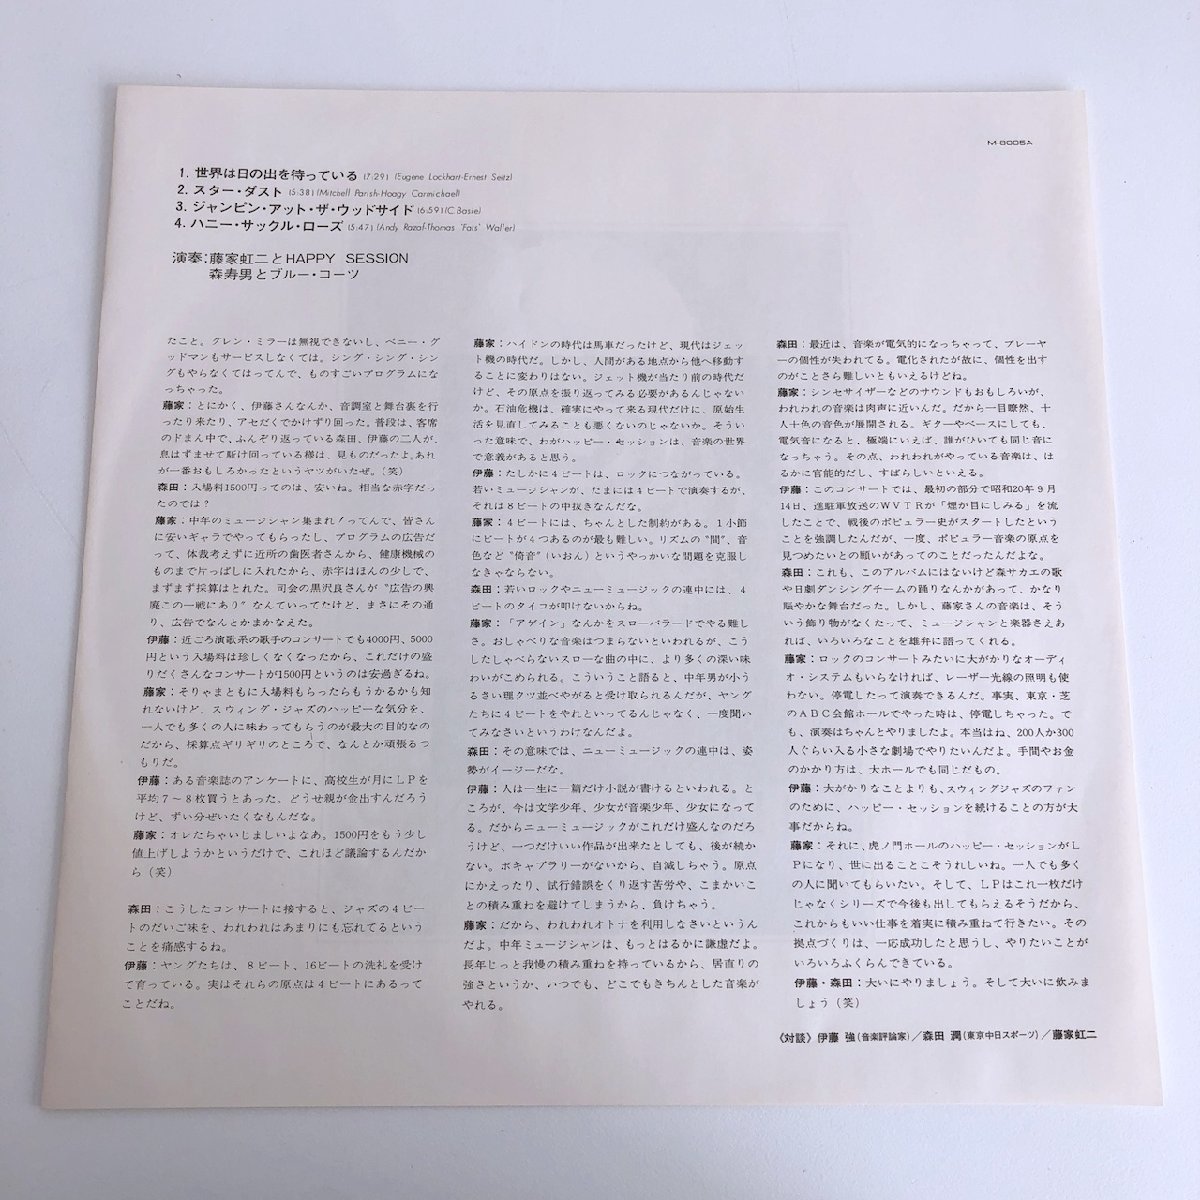 M-8005A
1. 世界は日の出を待っている (7:29) (Eugene Lockhart-Ernest Seitz)
2. スター・ダスト (5:38) (Mitchell Parish-Hoagy Carmichael)
3. ジャンピン・アット・ザ・ウッドサイド (6:59) (C. Basie)
4. ハニー・サックル・ローズ (5:47) (Andy Razaf-Thomas "Fats" Waller)
演奏:藤家虹二とHAPPY SESSION
森寿男とブルー・コーツ
たこと。グレン・ミラーは無視できないし、ベニー・グ
ッドマンもサービスしなくては。シング・シング・シン
グもやらなくてはってんで、ものすごいプログラムにな
っちゃった。
藤家:とにかく、伊藤さんなんか、音調室と舞台裏を行
ったり来たり、アセだくでかけずり回った。普段は、客席
のドまん中で、ふんぞり返っている森田、伊藤の二人が、
息はずませて駆け回っている様は、見ものだったよ。あれ
が一番おもしろかったというヤツがいたぜ。(笑)
森田:入場料1500円ってのは、安いね。相当な赤字だっ
たのでは?
藤家:中年のミュージシャン集まれ!ってんで、皆さん
に安いギャラでやってもらったし、プログラムの広告だ
って、体裁考えずに近所の歯医者さんから、健康機械の
ものまで片っぱしに入れたから、赤字はほんの少しで、
まずまず採算はとれた。司会の黒沢良さんが“広告の興
廃この一戦にあり”なんていってたけど、まさにその通
り、広告でなんとかまかなえた。
伊藤:近ごろ演歌系の歌手のコンサートでも4000円、5000
円という入場料は珍しくなくなったから、これだけの盛
りだくさんなコンサートが1500円というのは安過ぎるね。
藤家:そりゃまともに入場料もらったらもうかるかも知
れないけど、スウィング・ジャズのハッピーな気分を、
一人でも多くの人に味わってもらうのが最大の目的なの
だから、採算点ギリギリのところで、なんとか頑張るつ
もりだ。
伊藤:ある音楽誌のアンケートに、高校生が月にLPを
平均7〜8枚買うとあった。どうせ親が金出すんだろう
けど、ずい分ぜいたくなもんだな。
藤家:オレたちゃいじましいよなあ。1500円をもう少し
値上げしようかというだけで、これほど議論するんだか
ら(笑)
森田:こうしたコンサートに接すると、ジャズの4ビー
トのだいご味を、われわれはあまりにも忘れてるという
ことを痛感するね。
伊藤:ヤングたちは、8ビート、16ビートの洗礼を受け
て育っている。実はそれらの原点は4ビートにあるって
ことだね。
藤家:ハイドンの時代は馬車だったけど、現代はジェッ
ト機の時代だ。しかし、人間がある地点から他へ移動す
ることに変わりはない。ジェット機が当たり前の時代だ
けど、その原点を振り返ってみる必要があるんじゃない
か。石油危機は、確実にやって来る現代だけに、原始生
活を見直してみることも悪くないのじゃないか。そうい
った意味で、わがハッピー・セッションは、音楽の世界
で意義があると思う。
伊藤:たしかに4ビートは、ロックにつながっている。
若いミュージシャンが、たまには4ビートで演奏するが、
それは8ビートの中抜きなんだな。
藤家:4ビートには、ちゃんとした制約がある。1小節
にビートが4つあるのが最も難しい。リズムの“間”、音
色など“倚音”(いおん)というやっかいな問題を克服し
なきゃならない。
森田:若いロックやニューミュージックの連中には、4
ビートのタイコが叩けないからね。
藤家:「アゲイン」なんかをスロー・バラードでやる難し
さ。おしゃべりな音楽はつまらないといわれるが、こう
したしゃべらないスローな曲の中に、より多くの深い味
わいがこめられる。こういうこと語ると、中年男が小う
るさい理クツ並べやがると受け取られるんだが、ヤング
たちに4ビートをやれといってるんじゃなく、一度聞い
てみなさいというわけなんだよ。
森田:その意味では、ニューミュージックの連中は、姿
勢がイージーだな。
伊藤:人は一生に一篇だけ小説が書けるといわれる。と
ころが、今は文学少年、少女が音楽少年、少女になって
る。だからニューミュージックがこれだけ盛んなのだろ
うけど、一つだけいい作品が出来たとしても、後が続か
ない。ボキャブラリーがないから、自滅しちゃう。原点
にかえったり、試行錯誤をくり返す苦労や、こまかいこ
との積み重ねを避けてしまうから、負けちゃう。
藤家:だから、われわれオトナを利用しなさいというん
だよ。中年ミュージシャンは、もっとはるかに謙虚だよ。
長年じっと我慢の積み重ねを持っているから、居直りの
強さというか、いつでも、どこでもきちんとした音楽が
やれる。
森田:最近は、音楽が電気的になっちゃって、プレーヤ
ーの個性が失われてる。電化されたが故に、個性を出す
のがことさら難しいともいえるけどね。
藤家:シンセサイザーなどのサウンドもおもしろいが、
われわれの音楽は肉声に近いんだ。だから一目瞭然、十
人十色の音色が展開される。ギターやベースにしても、
電気音になると、極端にいえば、誰がひいても同じ音に
なっちゃう。その点、われわれがやっている音楽は、は
るかに官能的だし、すばらしいといえる。
伊藤:このコンサートでは、最初の部分で昭和20年9月
14日、進駐軍放送のWVTRが「煙が目にしみる」を流
したことで、戦後のポピュラー史がスタートしたという
ことを強調したんだが、一度、ポピュラー音楽の原点を
見つめたいとの願いがあってのことだったんだよな。
森田:これも、このアルバムにはないけど森サカエの歌
や日劇ダンシングチームの踊りなんかがあって、かなり
賑やかな舞台だった。しかし、藤家さんの音楽は、そう
いう飾り物がなくたって、ミュージシャンと楽器さえあ
れば、いろいろなことを雄弁に語ってくれる。
藤家:ロックのコンサートみたいに大がかりなオーディ
オ・システムもいらなければ、レーザー光線の照明も使
わない。停電したって演奏できるんだ。事実、東京・芝
のABC会館ホールでやった時は、停電しちゃった。で
も、演奏はちゃんとやりましたよ。本当はね、200人か300
人ぐらい入る小さな劇場でやりたいんだよ。手間やお金
のかかり方は、大ホールでも同じだもの。
伊藤:大がかりなことよりも、スウィングジャズのファン
のために、ハッピー・セッションを続けることの方が大
事だからね。
藤家:それに、虎ノ門ホールのハッピー・セッションがL
Pになり、世に出ることこそうれしいね。一人でも多く
の人に聞いてもらいたい。そして、LPはこれ一枚だけ
じゃなくシリーズで今後も出してもらえるそうだから、
これからもいい仕事を着実に積み重ねて行きたい。その
拠点づくりは、一応成功したと思うし、やりたいことが
いろいろふくらんできている。
伊藤・森田:大いにやりましょう。そして大いに飲みま
しょう(笑)
《対談》伊藤 強(音楽評論家)/森田 潤(東京中日スポーツ)/藤家虹二